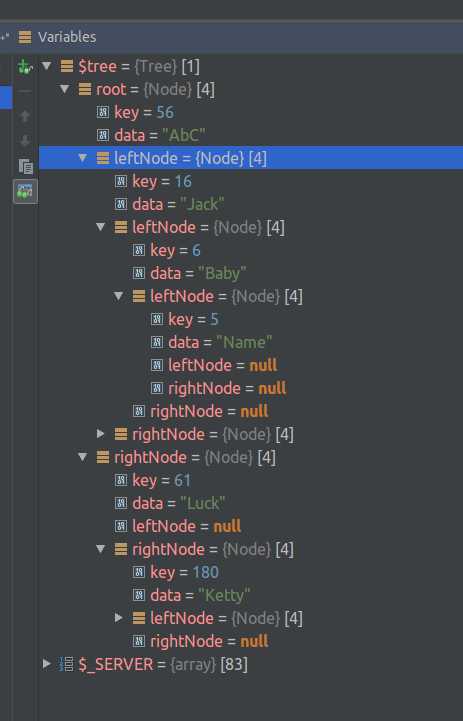 Variables
$tree = {Tree} [1]
root = {Node} [4]
key = 56
data = "AbC"
leftNode = {Node} [4]
key = 16
data = "Jack"
leftNode = {Node} [4]
key = 6
data = "Baby"
leftNode = {Node} [4]
key = 5
data = "Name"
leftNode = null
rightNode = null
rightNode = null
rightNode = {Node} [4]
rightNode = {Node} [4]
key = 61
data = "Luck"
leftNode = null
rightNode = {Node} [4]
key = 180
data = "Ketty"
leftNode = {Node} [4]
rightNode = null
$_SERVER = {array} [83]